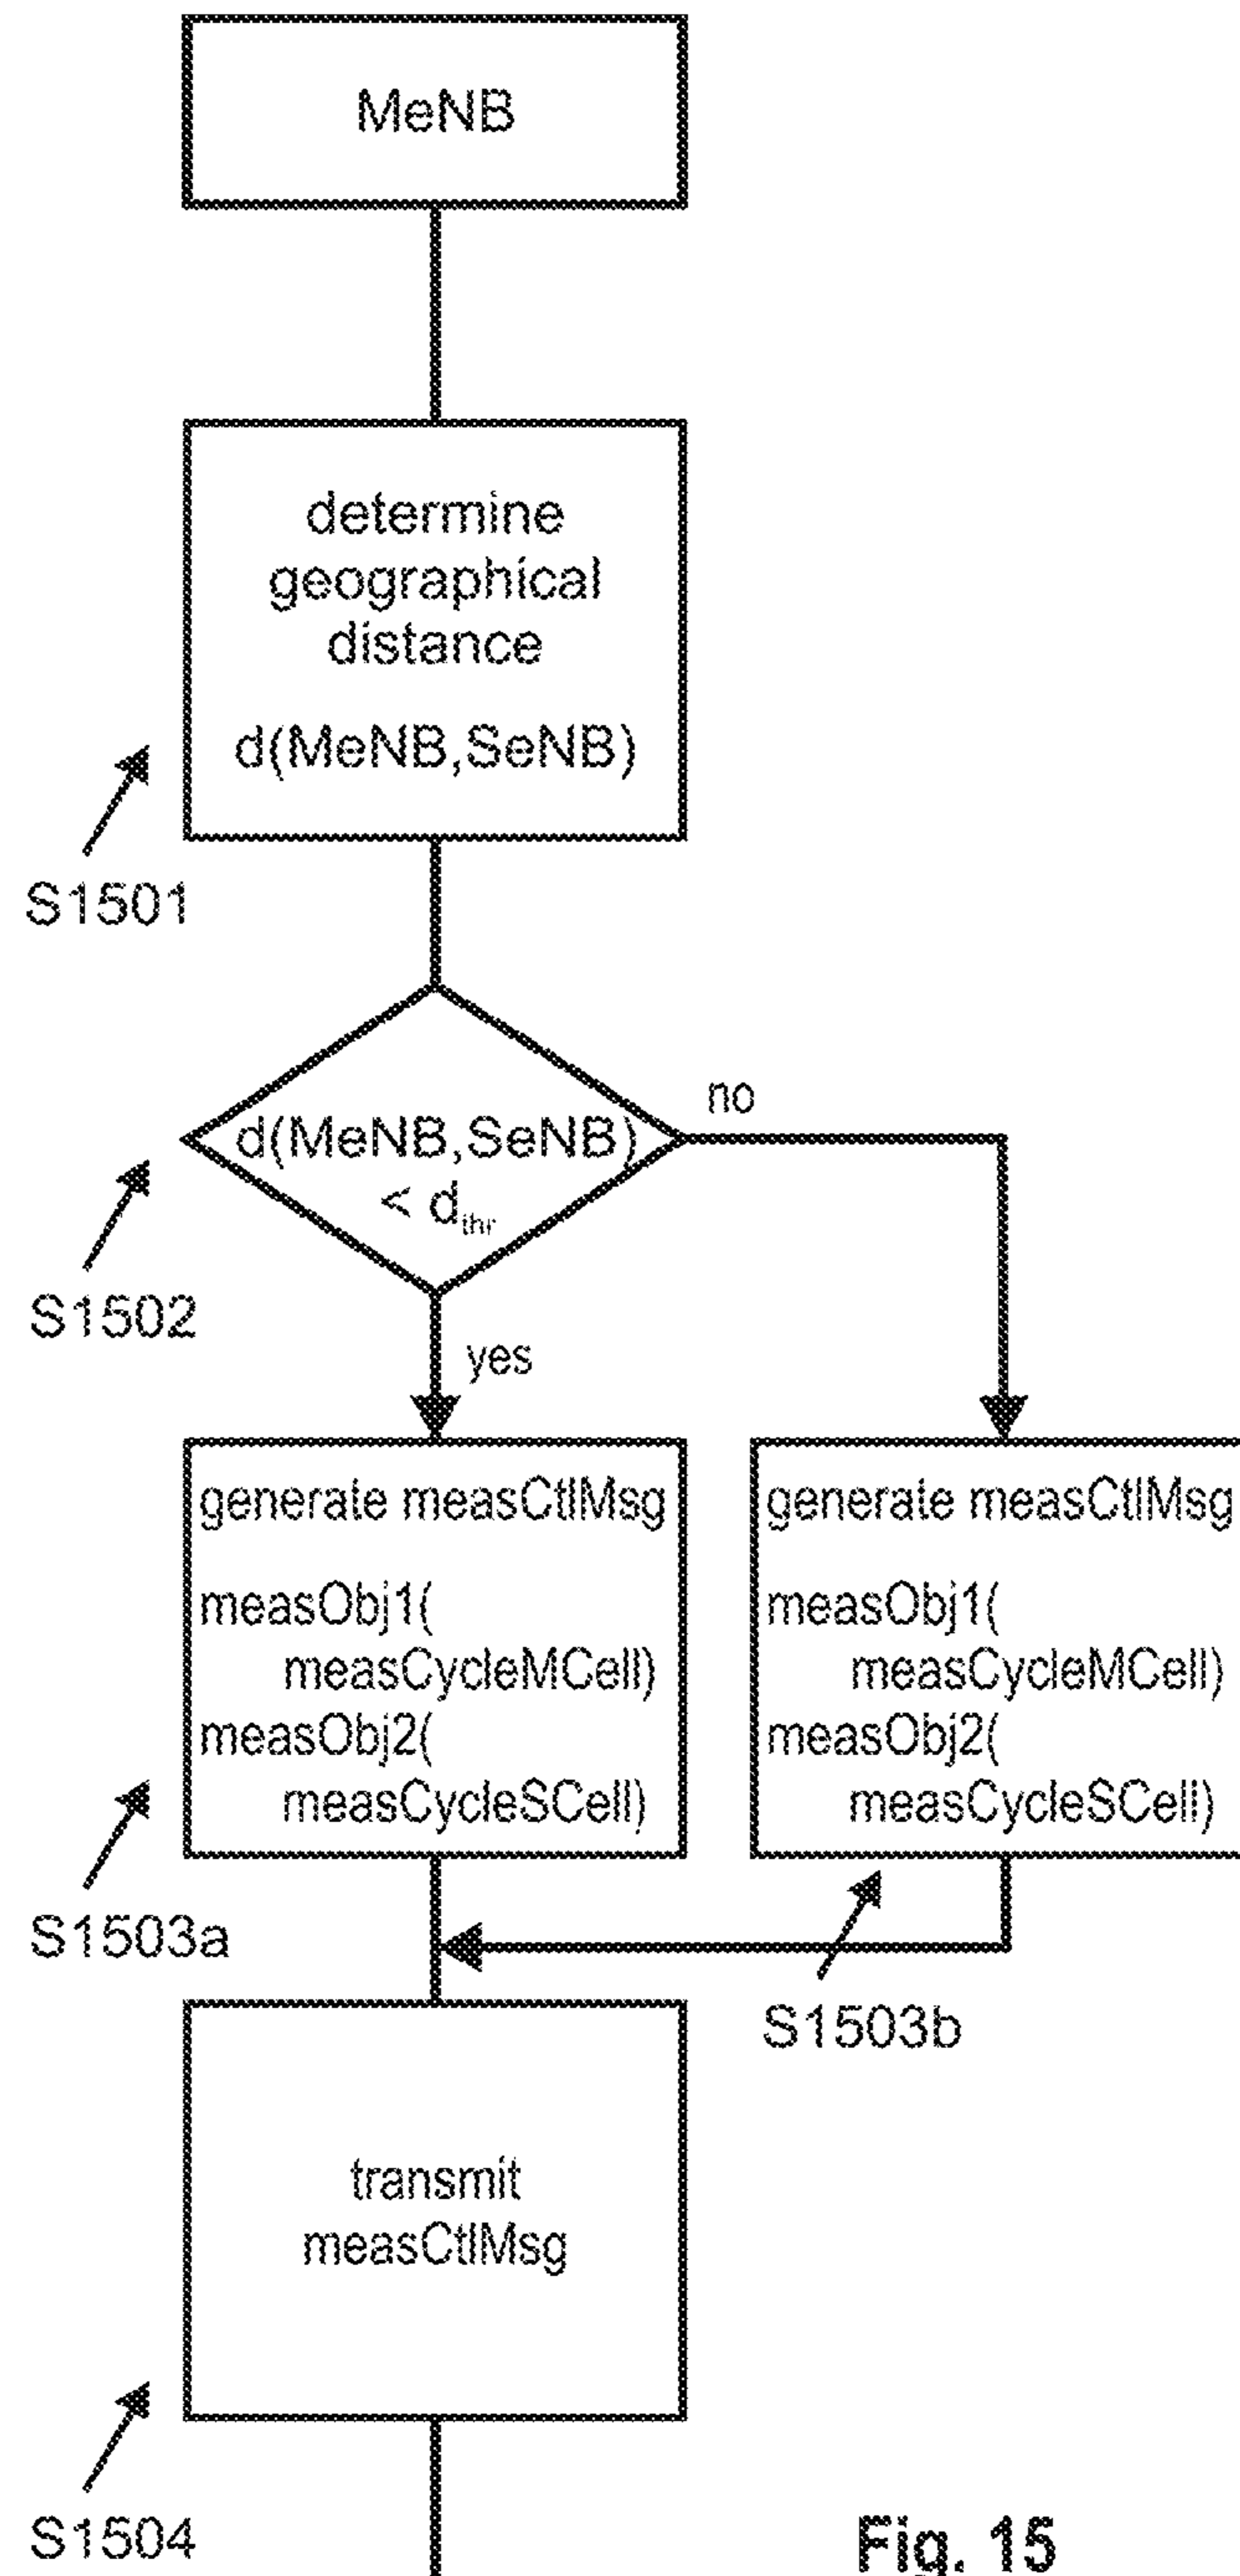 MeNB
determine
geographical
distance
d(MeNB,SeNB)
S1501
d(MeNB,SeNB)
< dthr
no
S1502
yes
generate measCtlMsg
measObj1(
measCycleMCell)
measObj2(
measCycleSCell)
S1503a
generate measCtlMsg
measObj1(
measCycleMCell)
measObj2(
measCycleSCell)
S1503b
transmit
measCtlMsg
S1504
Fig. 15